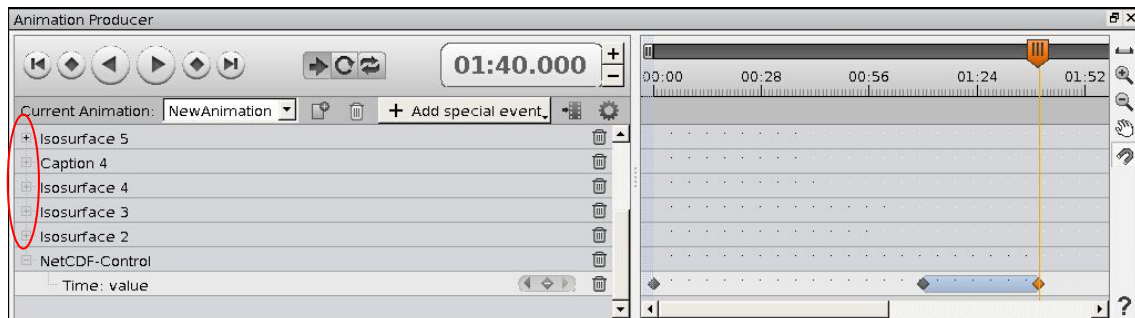 Animation Producer
01:40.000
00:00 00:28 00:56 01:24 01:52
Current Animation: NewAnimation + Add special event
Isosurface 5
Caption 4
Isosurface 4
Isosurface 3
Isosurface 2
NetCDF-Control
Time: value
?